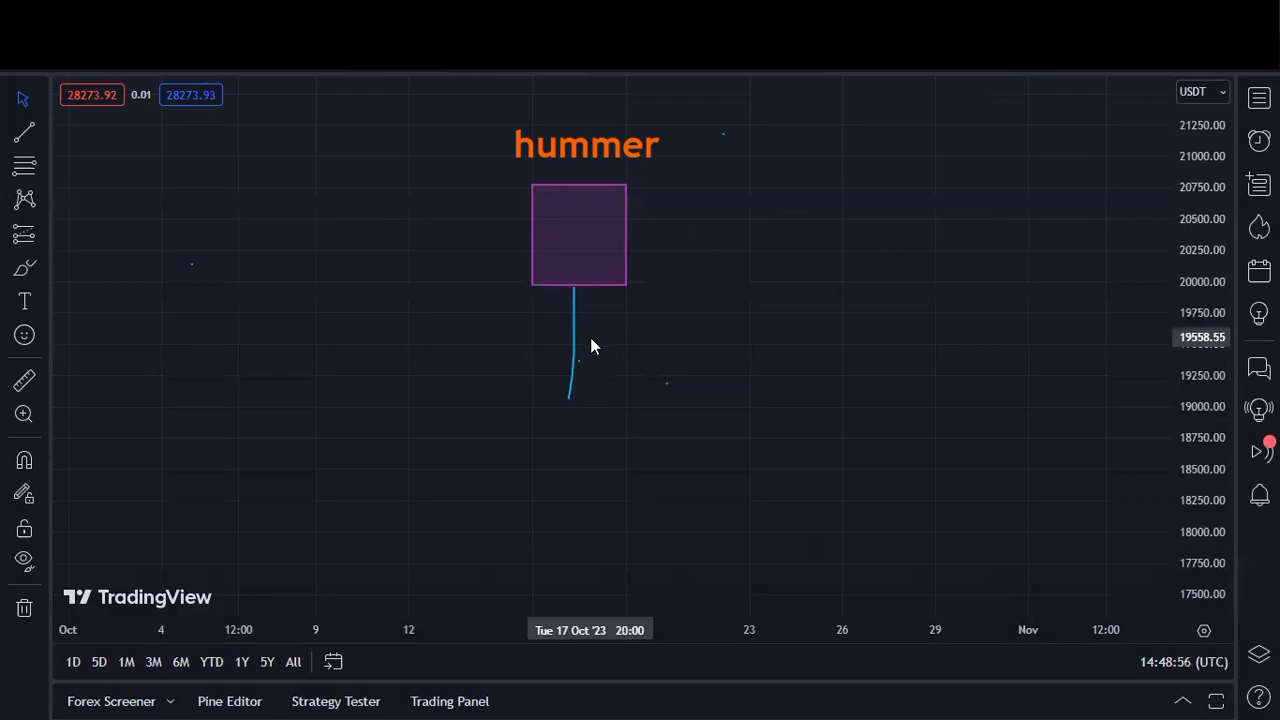 28273.92 0.01 28273.93 USDT
hummer
21250.00
21000.00
20750.00
20500.00
20250.00
20000.00
19750.00
19558.55
19250.00
19000.00
18750.00
18500.00
18250.00
18000.00
17750.00
17500.00
TradingView
Oct 4 12:00 9 12 Tue 17 Oct '23 20:00 23 26 29 Nov 12:00
1D 5D 1M 3M 6M YTD 1Y 5Y All 14:48:56 (UTC)
Forex Screener Pine Editor Strategy Tester Trading Panel